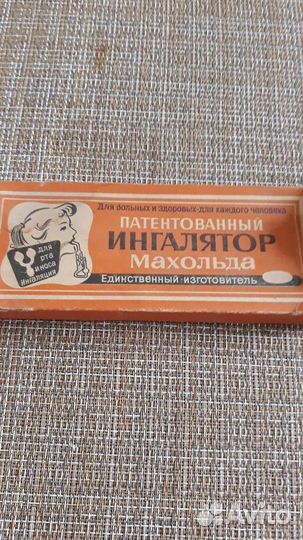 Для больных и здоровых-для каждого человека
ПАТЕНТОВАННЫЙ
ИНГАЛЯТОР
Махольда
Единственный изготовитель
для
рта
и носа
Ингаляция
Avito